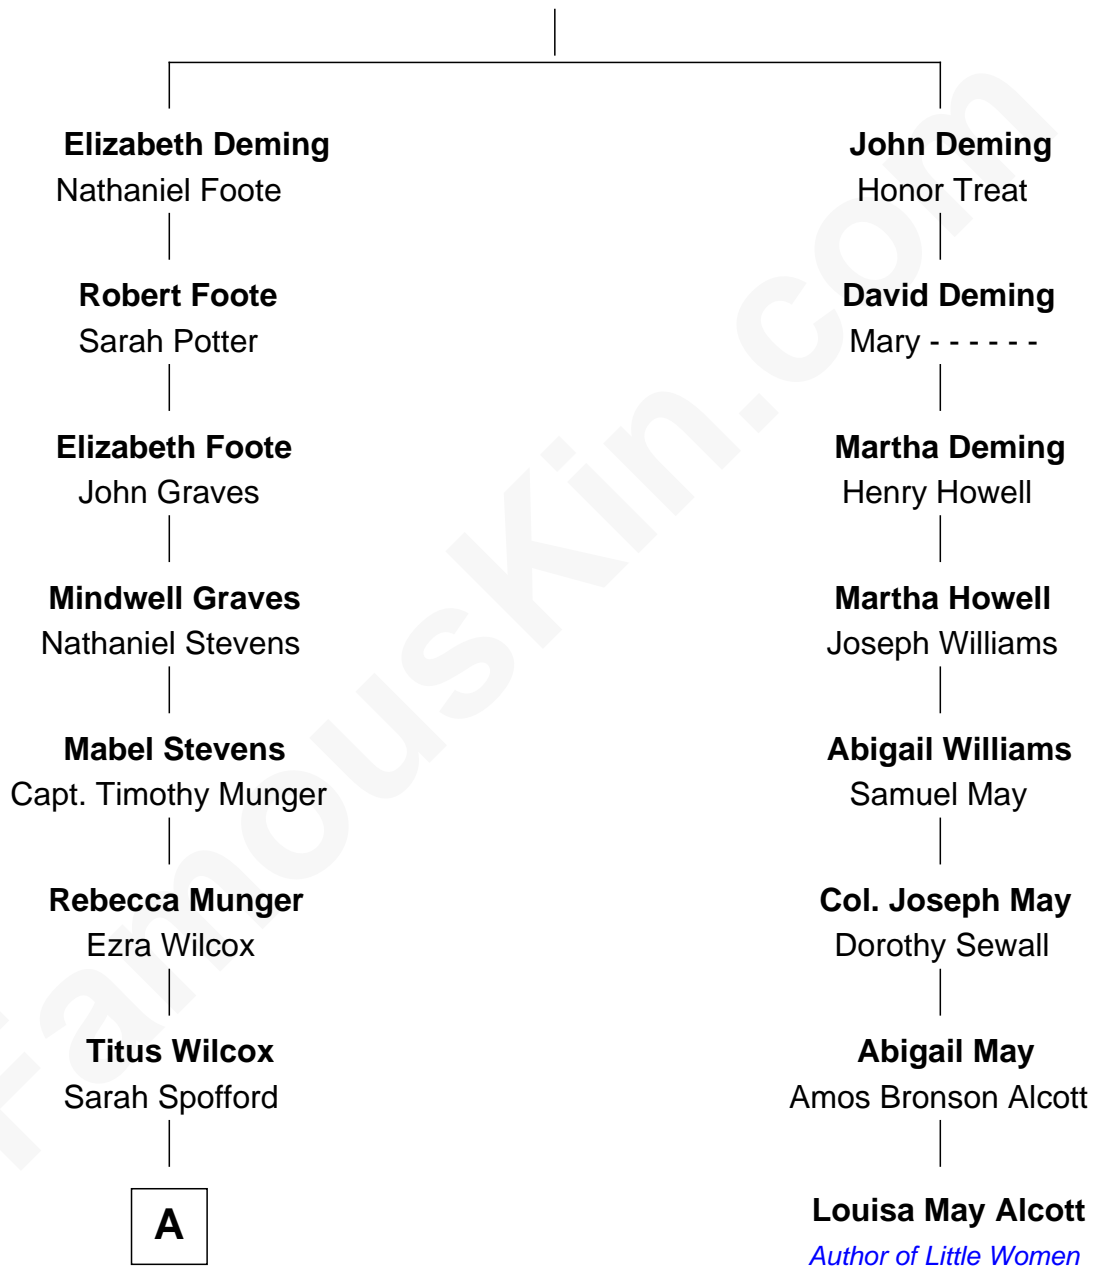 Elizabeth Deming
Nathaniel Foote
Robert Foote
Sarah Potter
Elizabeth Foote
John Graves
Mindwell Graves
Nathaniel Stevens
Mabel Stevens
Capt. Timothy Munger
Rebecca Munger
Ezra Wilcox
Titus Wilcox
Sarah Spofford
A
John Deming
Honor Treat
David Deming
Mary - - - - - -
Martha Deming
Henry Howell
Martha Howell
Joseph Williams
Abigail Williams
Samuel May
Col. Joseph May
Dorothy Sewall
Abigail May
Amos Bronson Alcott
Louisa May Alcott
Author of Little Women
FamousKin.com